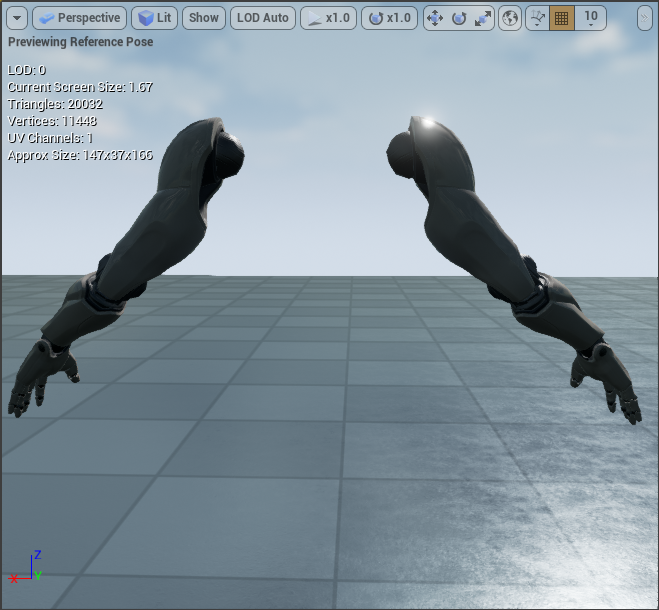 Perspective Lit Show LOD Auto x1.0 x1.0 10
Previewing Reference Pose
LOD: 0
Current Screen Size: 1.67
Triangles: 20032
Vertices: 11448
UV Channels: 1
Approx Size: 147x37x166
Z
X Y